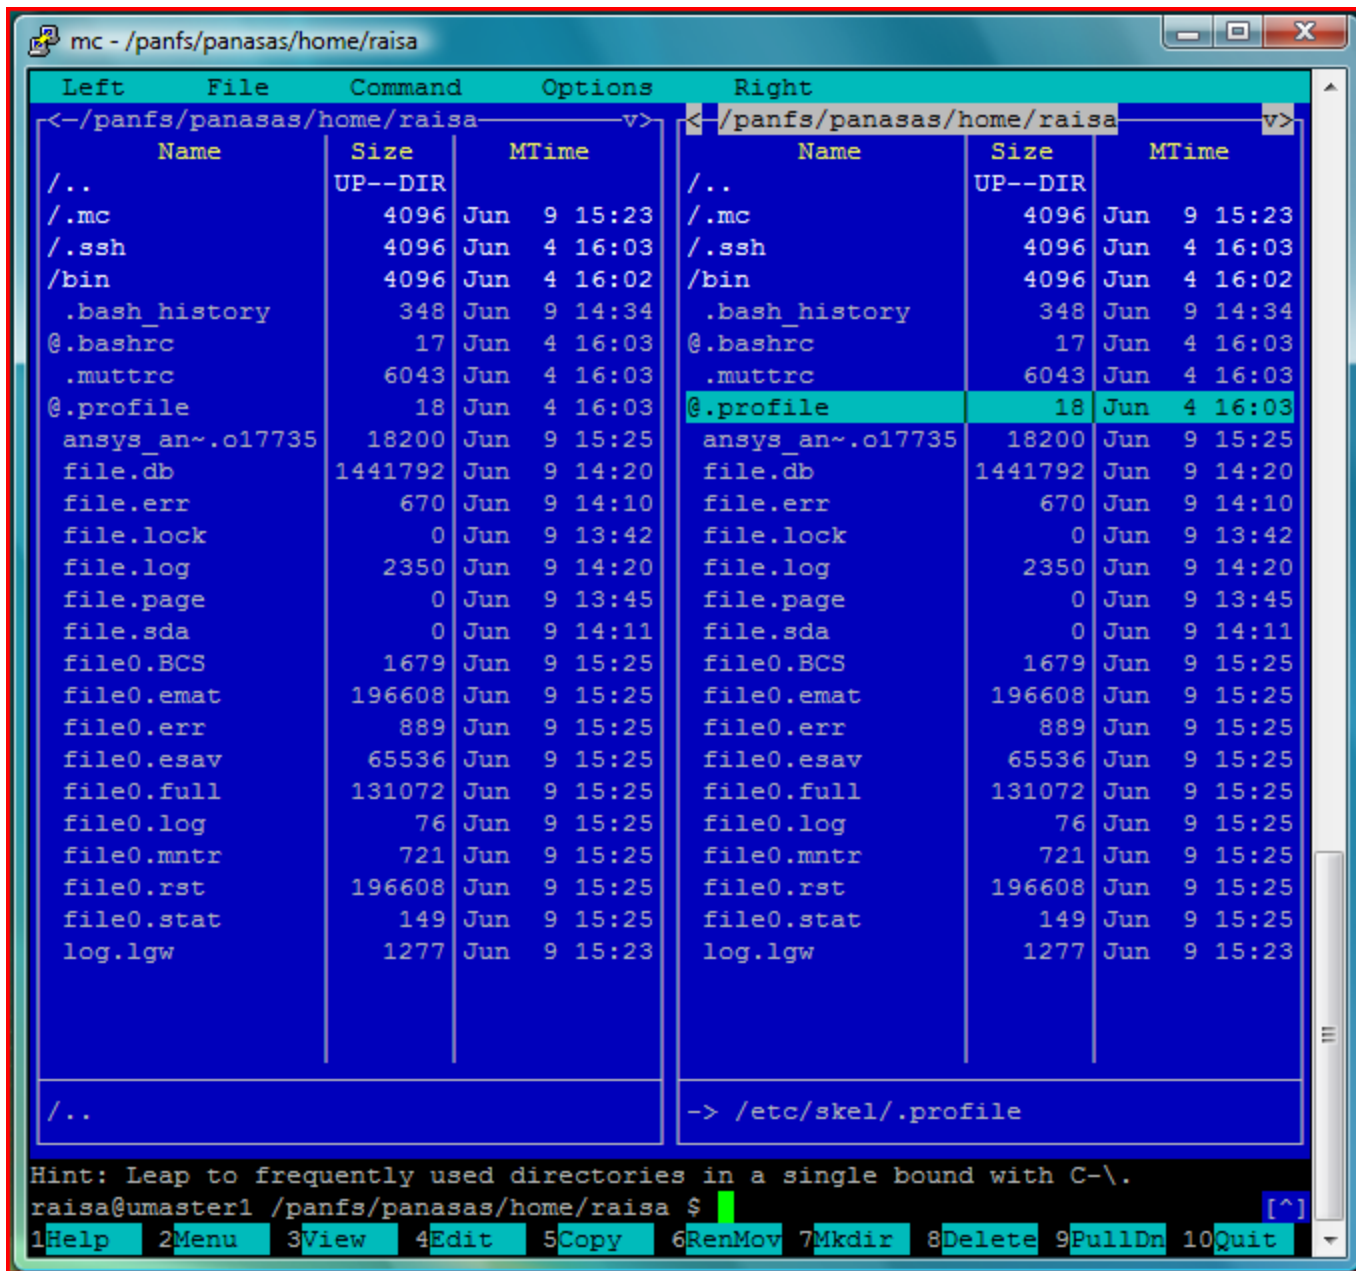 mc - /panfs/panasas/home/raisa
Left File Command Options Right
<-/panfs/panasas/home/raisa v> <-/panfs/panasas/home/raisa v>
Name Size MTime Name Size MTime
/.. UP--DIR /.. UP--DIR
/.mc 4096 Jun 9 15:23 /.mc 4096 Jun 9 15:23
/.ssh 4096 Jun 4 16:03 /.ssh 4096 Jun 4 16:03
/bin 4096 Jun 4 16:02 /bin 4096 Jun 4 16:02
.bash_history 348 Jun 9 14:34 .bash_history 348 Jun 9 14:34
@.bashrc 17 Jun 4 16:03 @.bashrc 17 Jun 4 16:03
.muttrc 6043 Jun 4 16:03 .muttrc 6043 Jun 4 16:03
@.profile 18 Jun 4 16:03 @.profile 18 Jun 4 16:03
ansys_an~.o17735 18200 Jun 9 15:25 ansys_an~.o17735 18200 Jun 9 15:25
file.db 1441792 Jun 9 14:20 file.db 1441792 Jun 9 14:20
file.err 670 Jun 9 14:10 file.err 670 Jun 9 14:10
file.lock 0 Jun 9 13:42 file.lock 0 Jun 9 13:42
file.log 2350 Jun 9 14:20 file.log 2350 Jun 9 14:20
file.page 0 Jun 9 13:45 file.page 0 Jun 9 13:45
file.sda 0 Jun 9 14:11 file.sda 0 Jun 9 14:11
file0.BCS 1679 Jun 9 15:25 file0.BCS 1679 Jun 9 15:25
file0.emat 196608 Jun 9 15:25 file0.emat 196608 Jun 9 15:25
file0.err 889 Jun 9 15:25 file0.err 889 Jun 9 15:25
file0.esav 65536 Jun 9 15:25 file0.esav 65536 Jun 9 15:25
file0.full 131072 Jun 9 15:25 file0.full 131072 Jun 9 15:25
file0.log 76 Jun 9 15:25 file0.log 76 Jun 9 15:25
file0.mntr 721 Jun 9 15:25 file0.mntr 721 Jun 9 15:25
file0.rst 196608 Jun 9 15:25 file0.rst 196608 Jun 9 15:25
file0.stat 149 Jun 9 15:25 file0.stat 149 Jun 9 15:25
log.lgw 1277 Jun 9 15:23 log.lgw 1277 Jun 9 15:23
/.. -> /etc/skel/.profile
Hint: Leap to frequently used directories in a single bound with C-\.
raisa@umaster1 /panfs/panasas/home/raisa $ [^]
1Help 2Menu 3View 4Edit 5Copy 6RenMov 7Mkdir 8Delete 9PullDn 10Quit